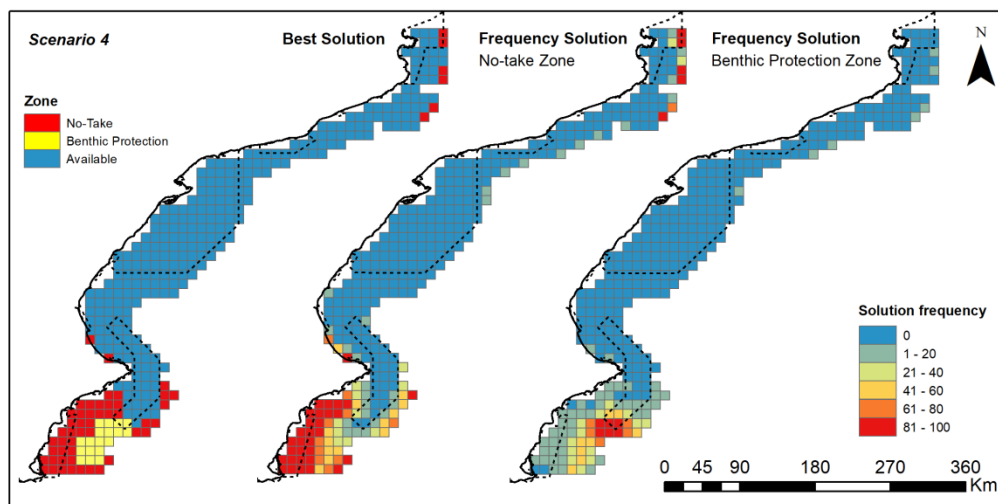 Scenario 4
Best Solution
Frequency Solution
No-take Zone
Frequency Solution
Benthic Protection Zone
N
Zone
No-Take
Benthic Protection
Available
Solution frequency
0
1 - 20
21 - 40
41 - 60
61 - 80
81 - 100
0 45 90 180 270 360
Km